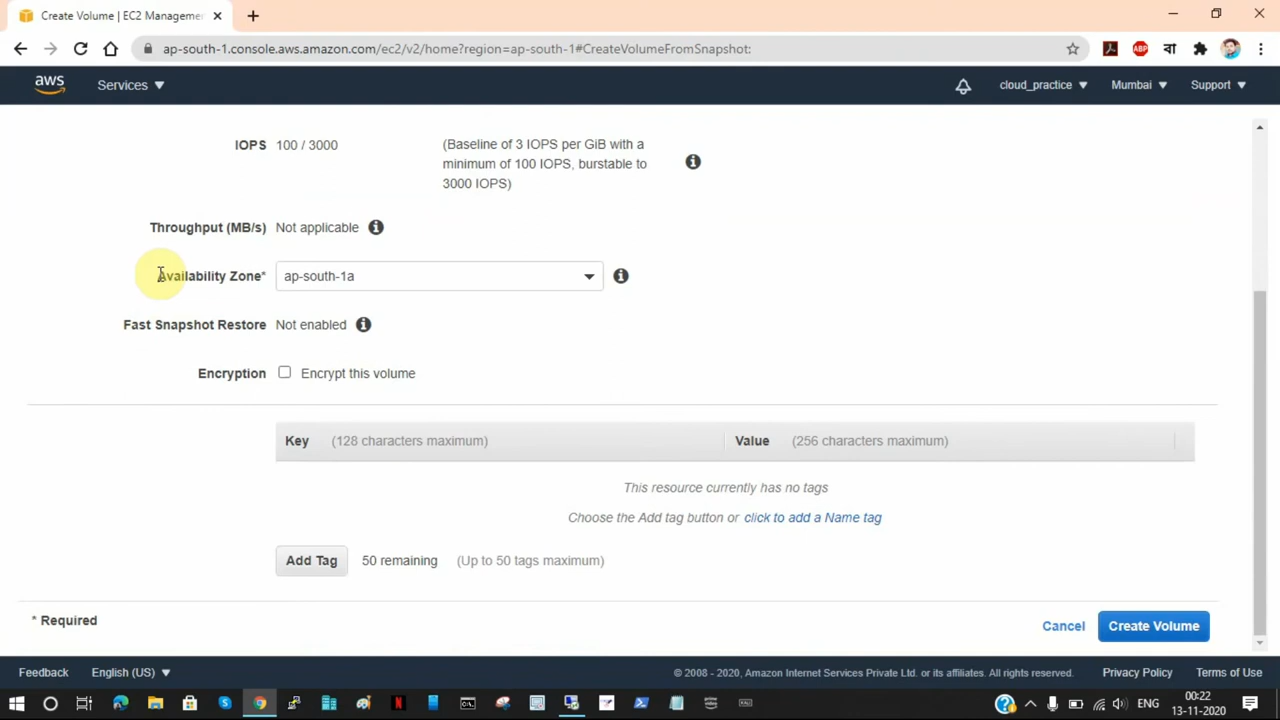 Create Volume | EC2 Manageme
ap-south-1.console.aws.amazon.com/ec2/v2/home?region=ap-south-1#CreateVolumeFromSnapshot:
ABP
বা
aws
Services
cloud_practice
Mumbai
Support
IOPS 100 / 3000
(Baseline of 3 IOPS per GiB with a
minimum of 100 IOPS, burstable to
3000 IOPS)
Throughput (MB/s) Not applicable
Availability Zone* ap-south-1a
Fast Snapshot Restore Not enabled
Encryption Encrypt this volume
Key (128 characters maximum) Value (256 characters maximum)
This resource currently has no tags
Choose the Add tag button or click to add a Name tag
Add Tag 50 remaining (Up to 50 tags maximum)
* Required
Cancel Create Volume
Feedback English (US) © 2008 - 2020, Amazon Internet Services Private Ltd. or its affiliates. All rights reserved. Privacy Policy Terms of Use
ENG
00:22
13-11-2020